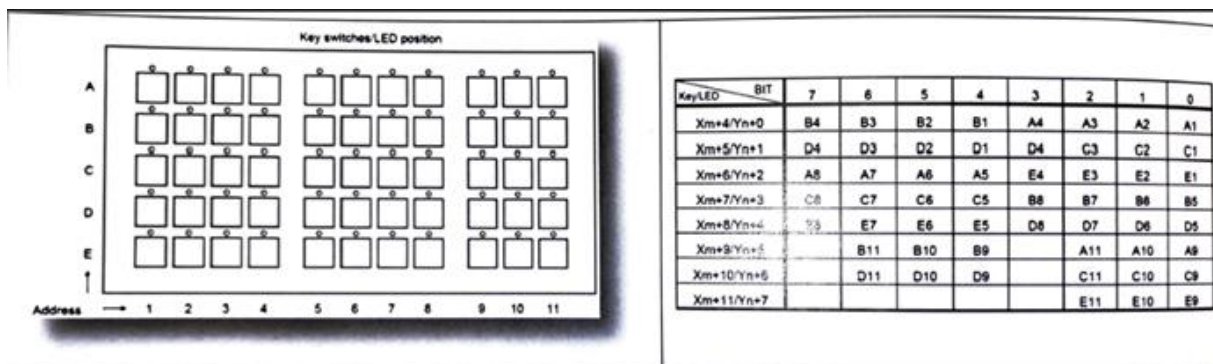 Key switches/LED position
A
B
C
D
E
Address 1 2 3 4 5 6 7 8 9 10 11
Key/LED BIT 7 6 5 4 3 2 1 0
Xm+4/Yn+0 B4 B3 B2 B1 A4 A3 A2 A1
Xm+5/Yn+1 D4 D3 D2 D1 D4 C3 C2 C1
Xm+6/Yn+2 A8 A7 A6 A5 E4 E3 E2 E1
Xm+7/Yn+3 C8 C7 C6 C5 B8 B7 B6 B5
Xm+8/Yn+4 E7 E6 E5 D8 D7 D6 D5
Xm+9/Yn+5 B11 B10 B9 A11 A10 A9
Xm+10/Yn+6 D11 D10 D9 C11 C10 C9
Xm+11/Yn+7 E11 E10 E9